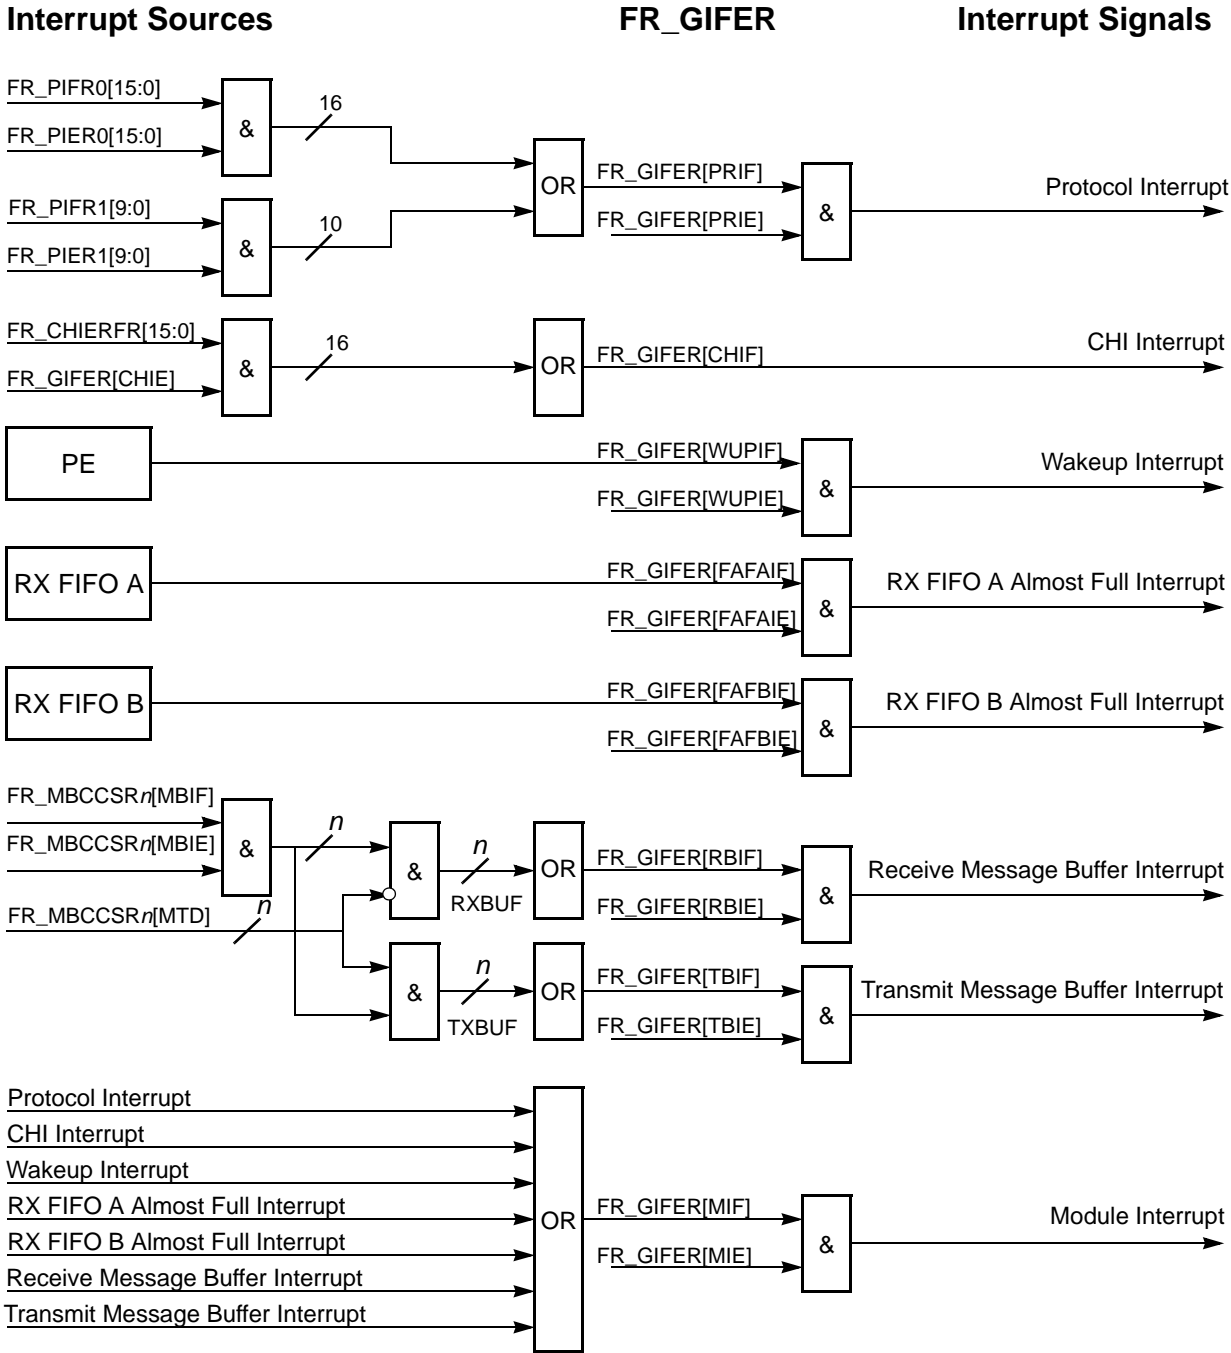 Interrupt Sources FR_GIFER Interrupt Signals
FR_PIFR0[15:0]
FR_PIER0[15:0]
&
16
FR_PIFR1[9:0]
FR_PIER1[9:0]
&
10
OR
FR_GIFER[PRIF]
FR_GIFER[PRIE]
&
Protocol Interrupt
FR_CHIERFR[15:0]
FR_GIFER[CHIE]
&
16
OR
FR_GIFER[CHIF]
CHI Interrupt
PE
FR_GIFER[WUPIF]
FR_GIFER[WUPIE]
&
Wakeup Interrupt
RX FIFO A
FR_GIFER[FAFAIF]
FR_GIFER[FAFAIE]
&
RX FIFO A Almost Full Interrupt
RX FIFO B
FR_GIFER[FAFBIF]
FR_GIFER[FAFBIE]
&
RX FIFO B Almost Full Interrupt
FR_MBCCSRn[MBIF]
FR_MBCCSRn[MBIE]
&
n
FR_MBCCSRn[MTD]
n
&
n
RXBUF
OR
FR_GIFER[RBIF]
FR_GIFER[RBIE]
&
Receive Message Buffer Interrupt
&
n
TXBUF
OR
FR_GIFER[TBIF]
FR_GIFER[TBIE]
&
Transmit Message Buffer Interrupt
Protocol Interrupt
CHI Interrupt
Wakeup Interrupt
RX FIFO A Almost Full Interrupt
RX FIFO B Almost Full Interrupt
Receive Message Buffer Interrupt
Transmit Message Buffer Interrupt
OR
FR_GIFER[MIF]
FR_GIFER[MIE]
&
Module Interrupt